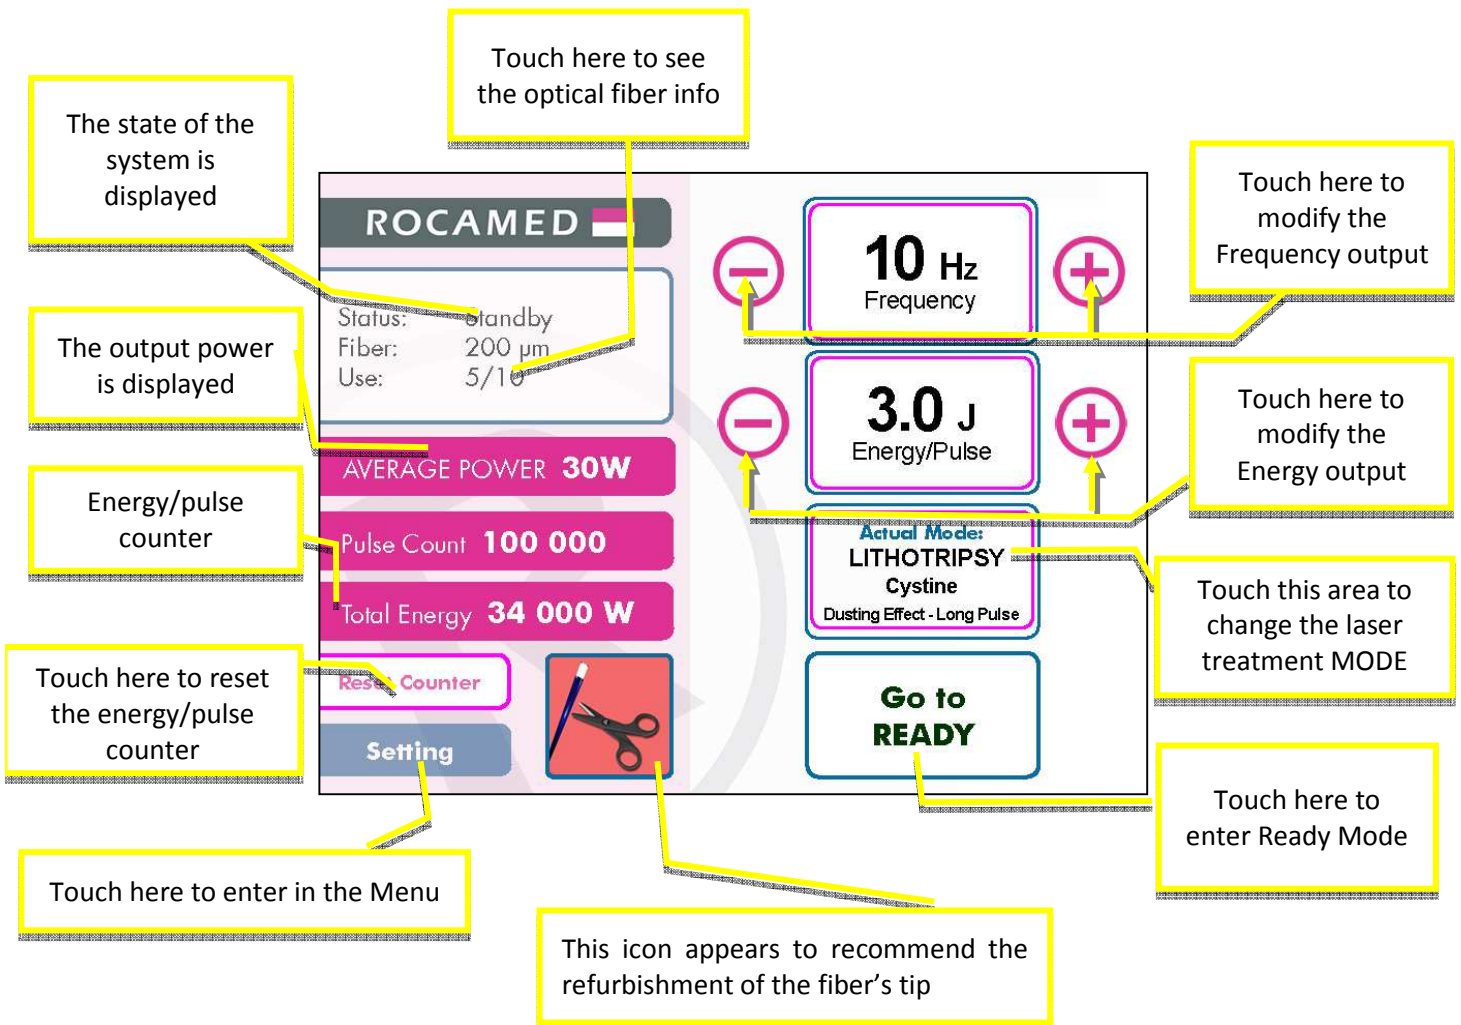 Touch here to see
the optical fiber info
The state of the
system is
displayed
Touch here to
modify the
Frequency output
ROCAMED
10 Hz
Frequency
Status: Standby
Fiber: 200 µm
Use: 5/10
The output power
is displayed
3.0 J
Energy/Pulse
Touch here to
modify the
Energy output
AVERAGE POWER 30W
Energy/pulse
counter
Pulse Count 100 000
Actual Mode:
LITHOTRIPSY
Cystine
Dusting Effect - Long Pulse
Total Energy 34 000 W
Touch this area to
change the laser
treatment MODE
Touch here to reset
the energy/pulse
counter
Reset Counter
Go to
READY
Setting
Touch here to
enter Ready Mode
Touch here to enter in the Menu
This icon appears to recommend the
refurbishment of the fiber’s tip